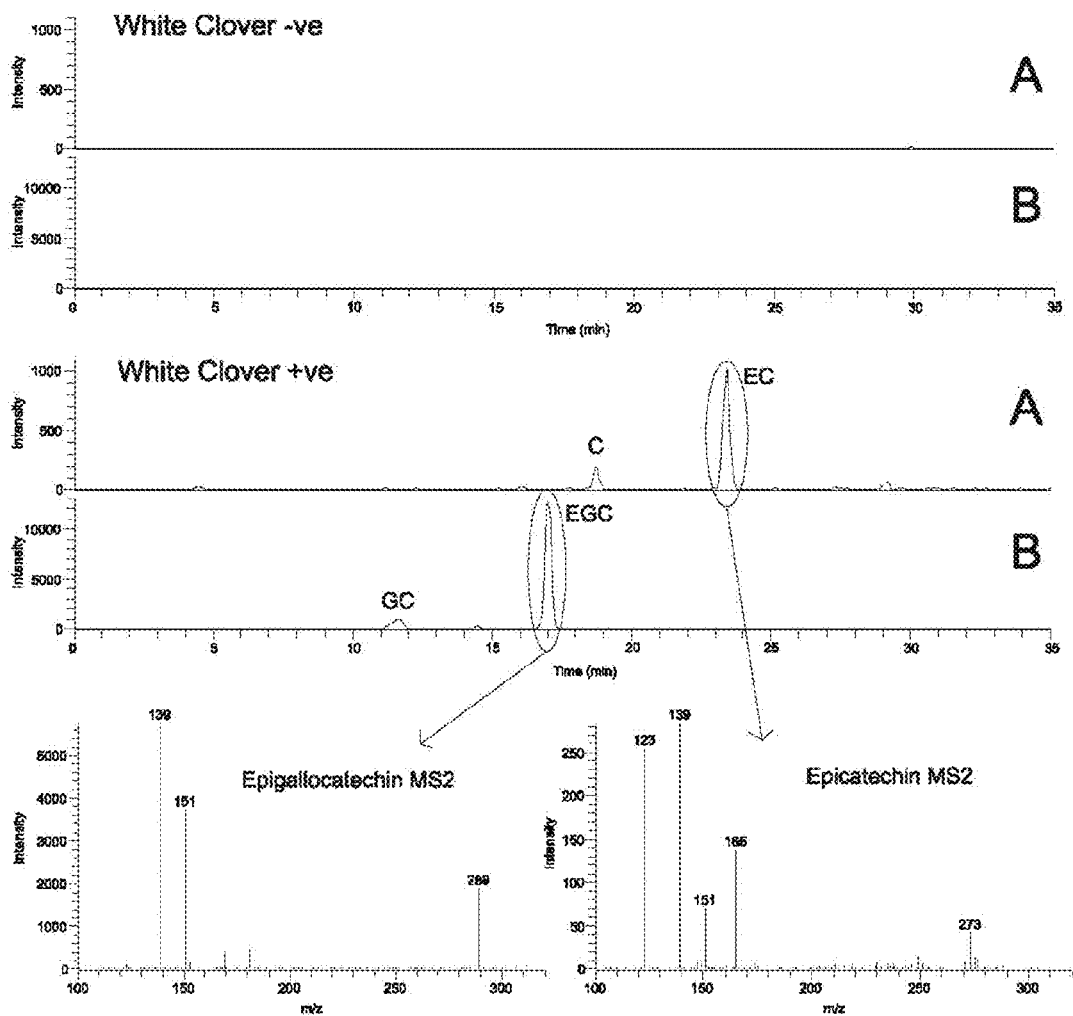 White Clover -ve
1000
500
0
Intensity
A
10000
5000
0
Intensity
B
0 5 10 15 20 25 30 35
Time (min)
White Clover +ve
1000
500
0
Intensity
C
EC
A
10000
5000
0
Intensity
GC
EGC
B
15 20 25 30 35
Time (min)
139
151
289
Epigallocatechin MS2
5000
4000
3000
2000
1000
0
Intensity
100 150 200 250 300
m/z
123
139
151
165
273
Epicatechin MS2
250
200
150
100
50
0
Intensity
100 150 200 250 300
m/z